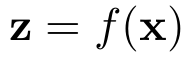 z = f(x)